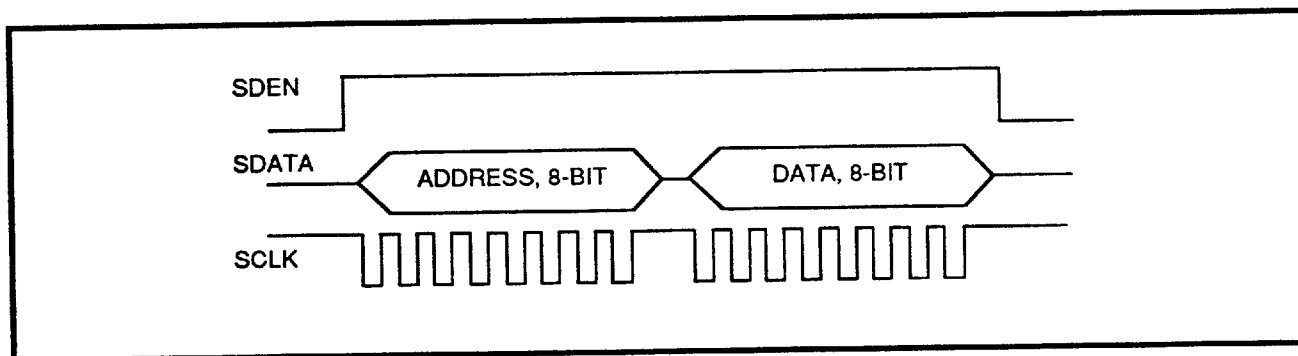 SDEN
SDATA
ADDRESS, 8-BIT
DATA, 8-BIT
SCLK